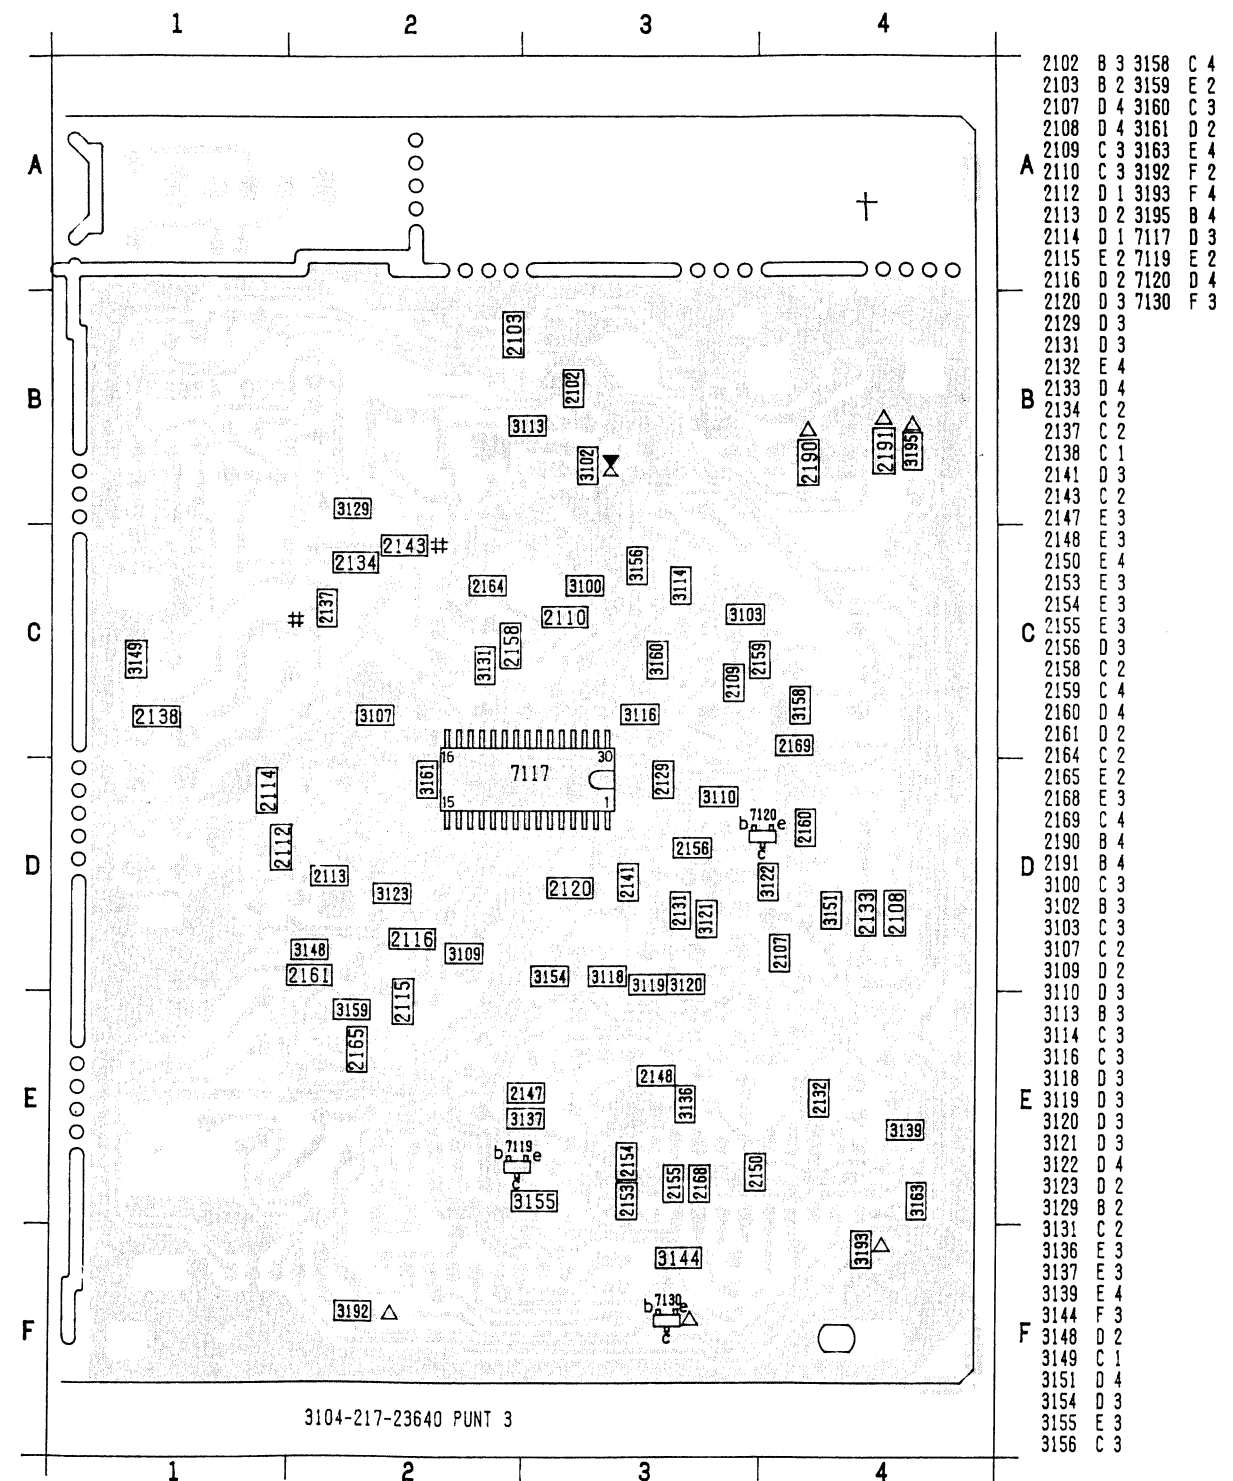 1 2 3 4
A A
B B
C C
D D
E E
F F
2103
2102
3113
2190
2191
3195
3102
3129
2143 #
2134
3156
2164
3100
3114
2137
#
2110
3103
2158
3149
3131
3160
2159
2109
3158
2138
3107
3116
2169
16 30
7117
15 1
3161
2114
2129
3110
7120
b e
c
2160
2112
2156
2113
3123
2120
2141
3122
2131
3121
3151
2133
2108
2116
3148
3109
2107
2161
3154
3118
3119
3120
2115
3159
2165
2148
2147
3136
2132
3137
3139
7119
b e
c
2154
2155
2168
2150
2153
3155
3163
3193
3144
3192
7130
b e
c
3104-217-23640 PUNT 3
1 2 3 4
2102 B 3 3158 C 4
2103 B 2 3159 E 2
2107 D 4 3160 C 3
2108 D 4 3161 D 2
2109 C 3 3163 E 4
2110 C 3 3192 F 2
2112 D 1 3193 F 4
2113 D 2 3195 B 4
2114 D 1 7117 D 3
2115 E 2 7119 E 2
2116 D 2 7120 D 4
2120 D 3 7130 F 3
2129 D 3
2131 D 3
2132 E 4
2133 D 4
2134 C 2
2137 C 2
2138 C 1
2141 D 3
2143 C 2
2147 E 3
2148 E 3
2150 E 4
2153 E 3
2154 E 3
2155 E 3
2156 D 3
2158 C 2
2159 C 4
2160 D 4
2161 D 2
2164 C 2
2165 E 2
2168 E 3
2169 C 4
2190 B 4
2191 B 4
3100 C 3
3102 B 3
3103 C 3
3107 C 2
3109 D 2
3110 D 3
3113 B 3
3114 C 3
3116 C 3
3118 D 3
3119 D 3
3120 D 3
3121 D 3
3122 D 4
3123 D 2
3129 B 2
3131 C 2
3136 E 3
3137 E 3
3139 E 4
3144 F 3
3148 D 2
3149 C 1
3151 D 4
3154 D 3
3155 E 3
3156 C 3